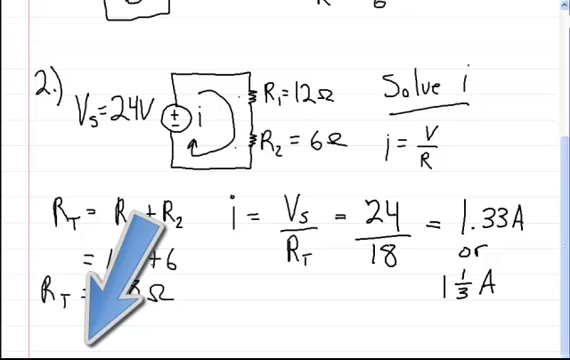 2.)
Vs = 24V
i
R1 = 12Ω
R2 = 6Ω
Solve i
i = V/R
RT = R + R2
= 1 + 6
RT = Ω
i = Vs/RT = 24/18 = 1.33A
or
1 1/3 A